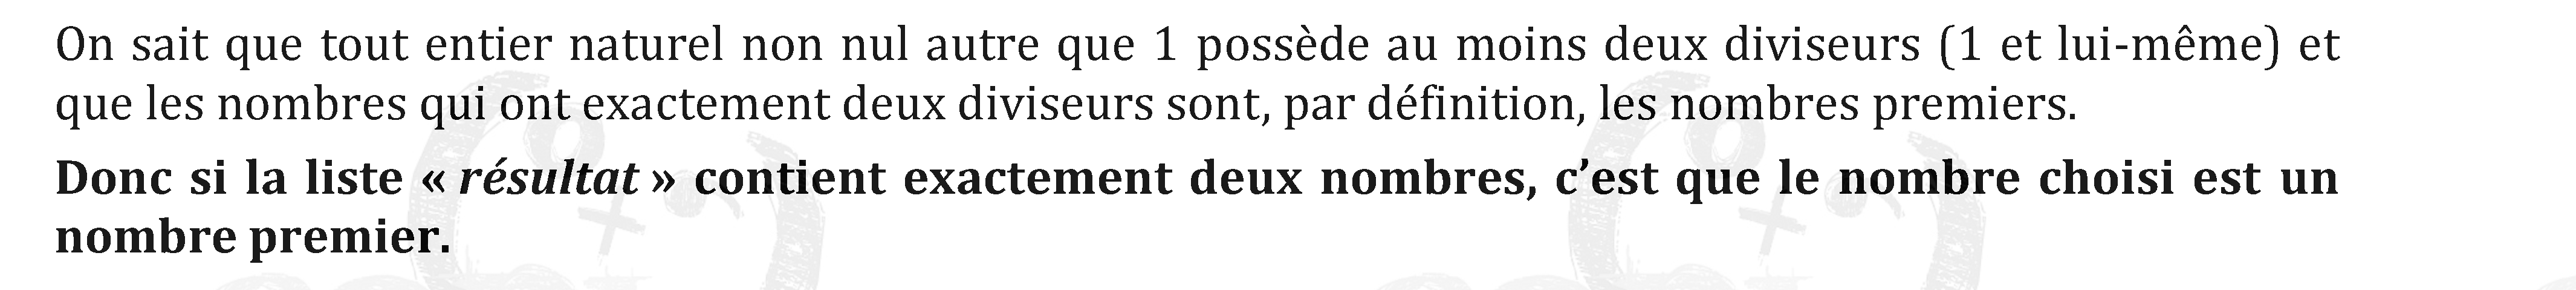 On sait que tout entier naturel non nul autre que 1 possède au moins deux diviseurs (1 et lui-même) et
que les nombres qui ont exactement deux diviseurs sont, par définition, les nombres premiers.
Donc si la liste « résultat » contient exactement deux nombres, c’est que le nombre choisi est un
nombre premier.